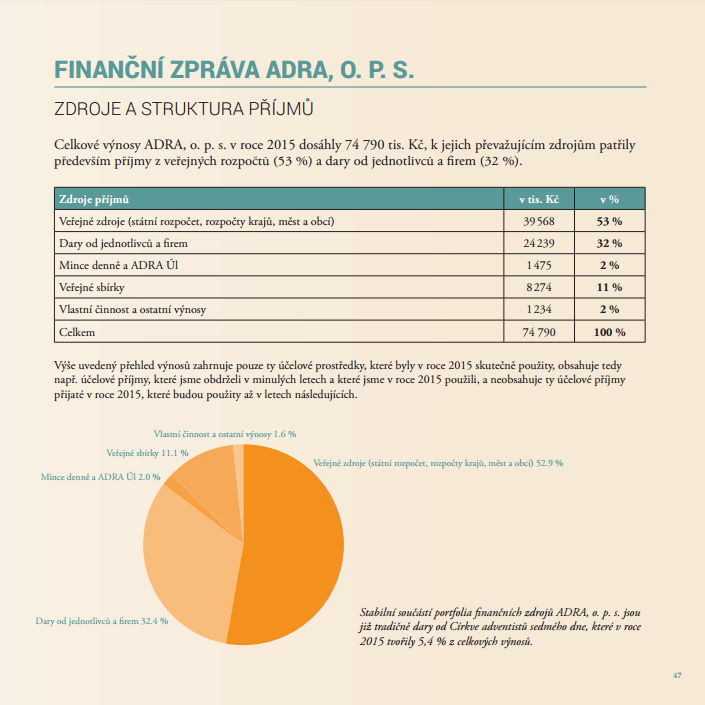 FINANČNÍ ZPRÁVA ADRA, O. P. S.
ZDROJE A STRUKTURA PŘÍJMŮ
Celkové výnosy ADRA, o. p. s. v roce 2015 dosáhly 74 790 tis. Kč, k jejich převažujícím zdrojům patřily
především příjmy z veřejných rozpočtů (53 %) a dary od jednotlivců a firem (32 %).
Zdroje příjmů v tis. Kč v %
Veřejné zdroje (státní rozpočet, rozpočty krajů, měst a obcí) 39 568 53 %
Dary od jednotlivců a firem 24 239 32 %
Mince denně a ADRA Úl 1 475 2 %
Veřejné sbírky 8 274 11 %
Vlastní činnost a ostatní výnosy 1 234 2 %
Celkem 74 790 100 %
Výše uvedený přehled výnosů zahrnuje pouze ty účelové prostředky, které byly v roce 2015 skutečně použity, obsahuje tedy
např. účelové příjmy, které jsme obdrželi v minulých letech a které jsme v roce 2015 použili, a neobsahuje ty účelové příjmy
přijaté v roce 2015, které budou použity až v letech následujících.
Vlastní činnost a ostatní výnosy 1.6 %
Veřejné sbírky 11.1 %
Veřejné zdroje (státní rozpočet, rozpočty krajů, měst a obcí) 52.9 %
Mince denně a ADRA Úl 2.0 %
Dary od jednotlivců a firem 32.4 %
Stabilní součástí portfolia finančních zdrojů ADRA, o. p. s. jsou
již tradičně dary od Církve adventistů sedmého dne, které v roce
2015 tvořily 5,4 % z celkových výnosů.
47